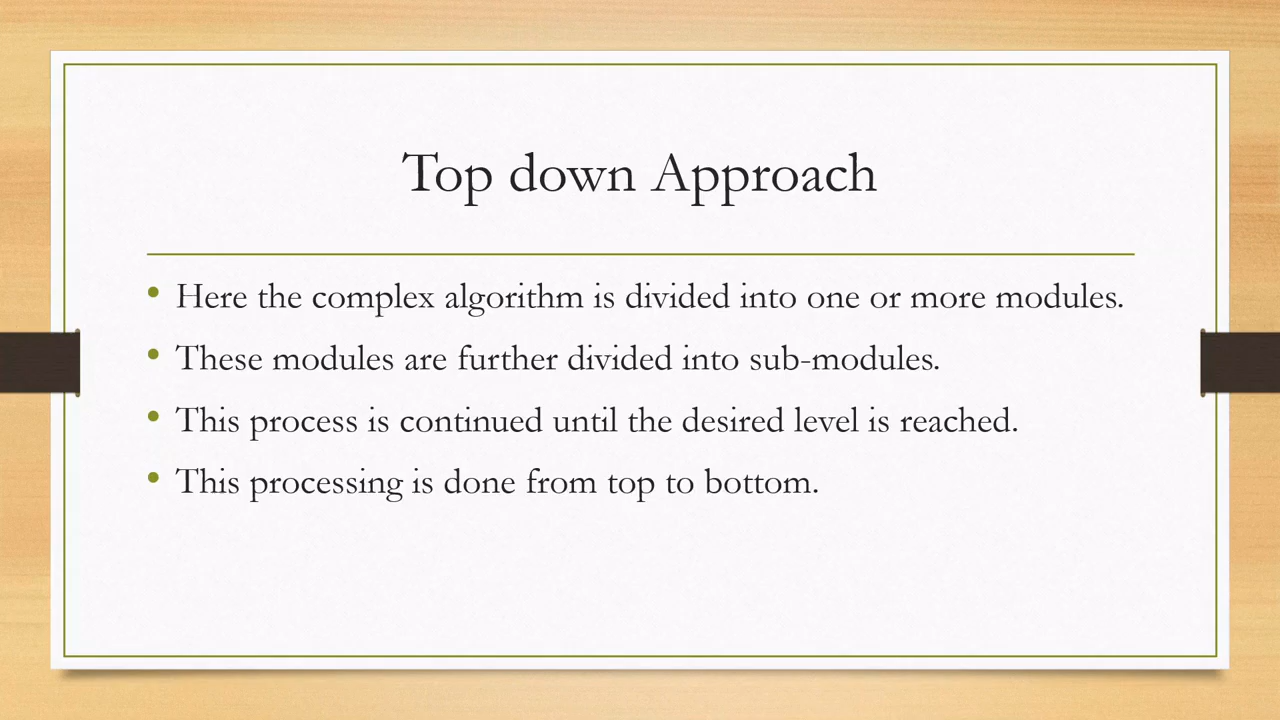 Top down Approach
• Here the complex algorithm is divided into one or more modules.
• These modules are further divided into sub-modules.
• This process is continued until the desired level is reached.
• This processing is done from top to bottom.